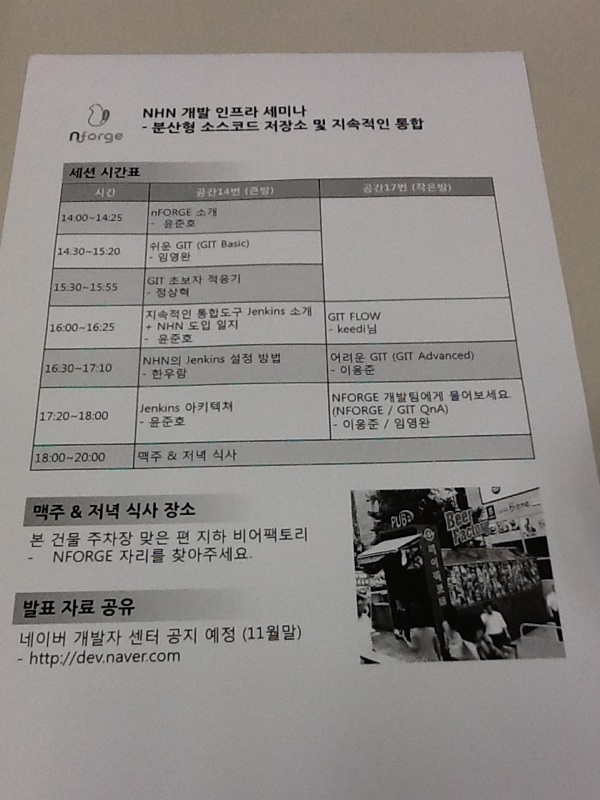 nforge
NHN 개발 인프라 세미나
- 분산형 소스코드 저장소 및 지속적인 통합
세션 시간표
시간
공간14번 (큰방)
공간17번 (작은방)
14:00~14:25
nFORGE 소개
- 윤준호
14:30~15:20
쉬운 GIT (GIT Basic)
- 임영완
15:30~15:55
GIT 초보자 적응기
- 정상혁
16:00~16:25
지속적인 통합도구 Jenkins 소개
+ NHN 도입 일지
- 윤준호
GIT FLOW
- keedi님
16:30~17:10
NHN의 Jenkins 설정 방법
- 한우람
어려운 GIT (GIT Advanced)
- 이응준
17:20~18:00
Jenkins 아키텍쳐
- 윤준호
NFORGE 개발팀에게 물어보세요.
(NFORGE / GIT QnA)
- 이응준 / 임영완
18:00~20:00
맥주 & 저녁 식사
맥주 & 저녁 식사 장소
본 건물 주차장 맞은 편 지하 비어팩토리
- NFORGE 자리를 찾아주세요.
PUB
Beer
Factory
비어팩토리
발표 자료 공유
네이버 개발자 센터 공지 예정 (11월말)
- http://dev.naver.com